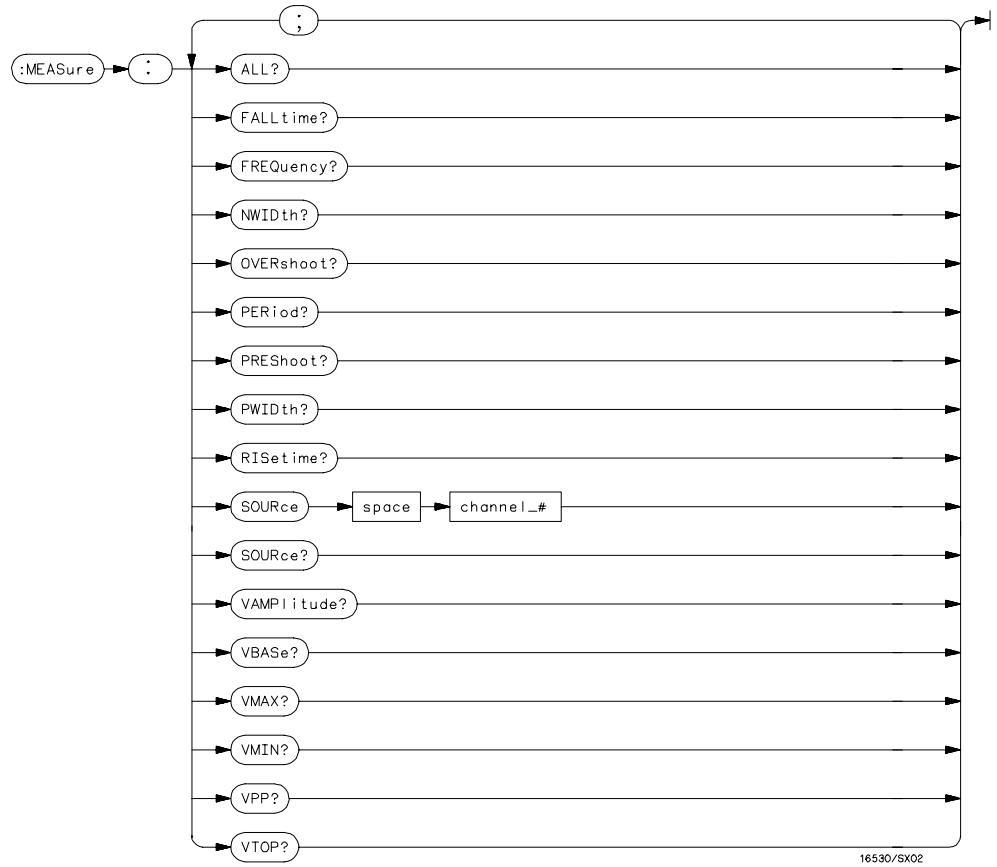 ;
:MEASure : ALL?
FALLtime?
FREQuency?
NWIDth?
OVERshoot?
PERiod?
PREShoot?
PWIDth?
RISetime?
SOURce space channel_#
SOURce?
VAMPlitude?
VBASe?
VMAX?
VMIN?
VPP?
VTOP?
16530/SX02